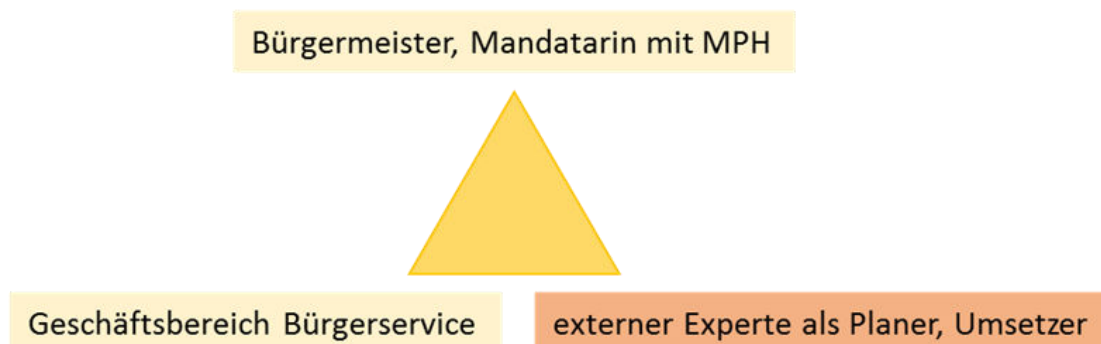 Bürgermeister, Mandatarin mit MPH
Geschäftsbereich Bürgerservice
externer Experte als Planer, Umsetzer